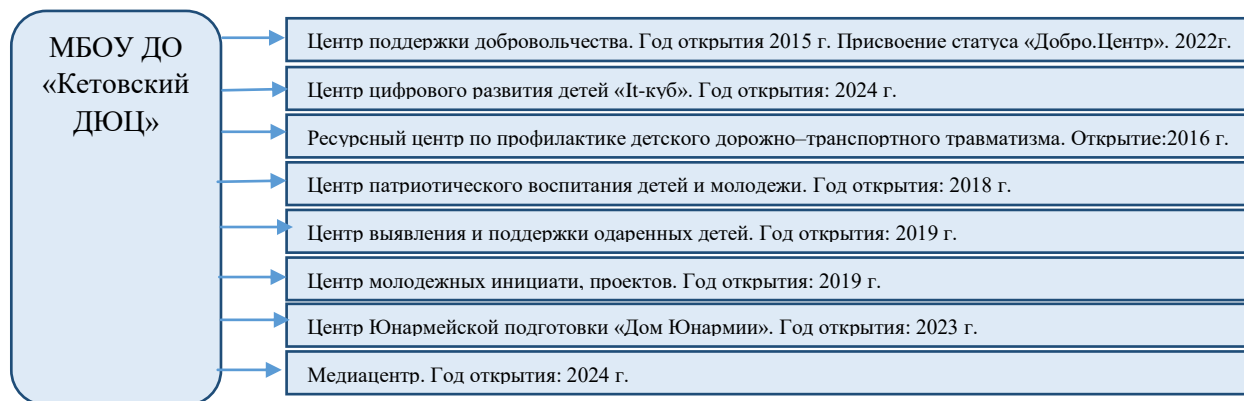 МБОУ ДО
«Кетовский
ДЮЦ»
Центр поддержки добровольчества. Год открытия 2015 г. Присвоение статуса «Добро.Центр». 2022г.
Центр цифрового развития детей «It-куб». Год открытия: 2024 г.
Ресурсный центр по профилактике детского дорожно–транспортного травматизма. Открытие:2016 г.
Центр патриотического воспитания детей и молодежи. Год открытия: 2018 г.
Центр выявления и поддержки одаренных детей. Год открытия: 2019 г.
Центр молодежных инициати, проектов. Год открытия: 2019 г.
Центр Юнармейской подготовки «Дом Юнармии». Год открытия: 2023 г.
Медиацентр. Год открытия: 2024 г.